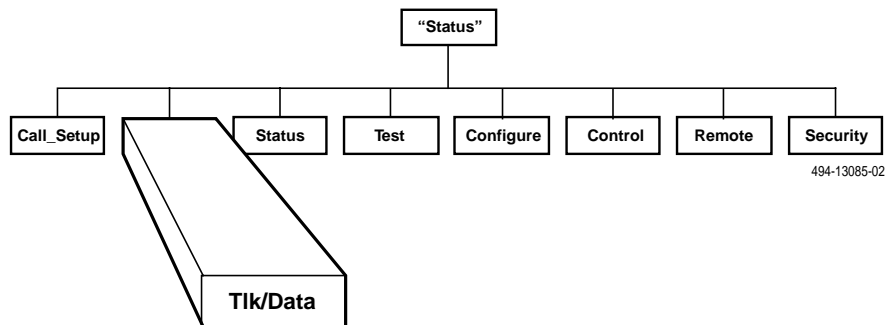 “Status”
Call_Setup
Status
Test
Configure
Control
Remote
Security
494-13085-02
Tlk/Data